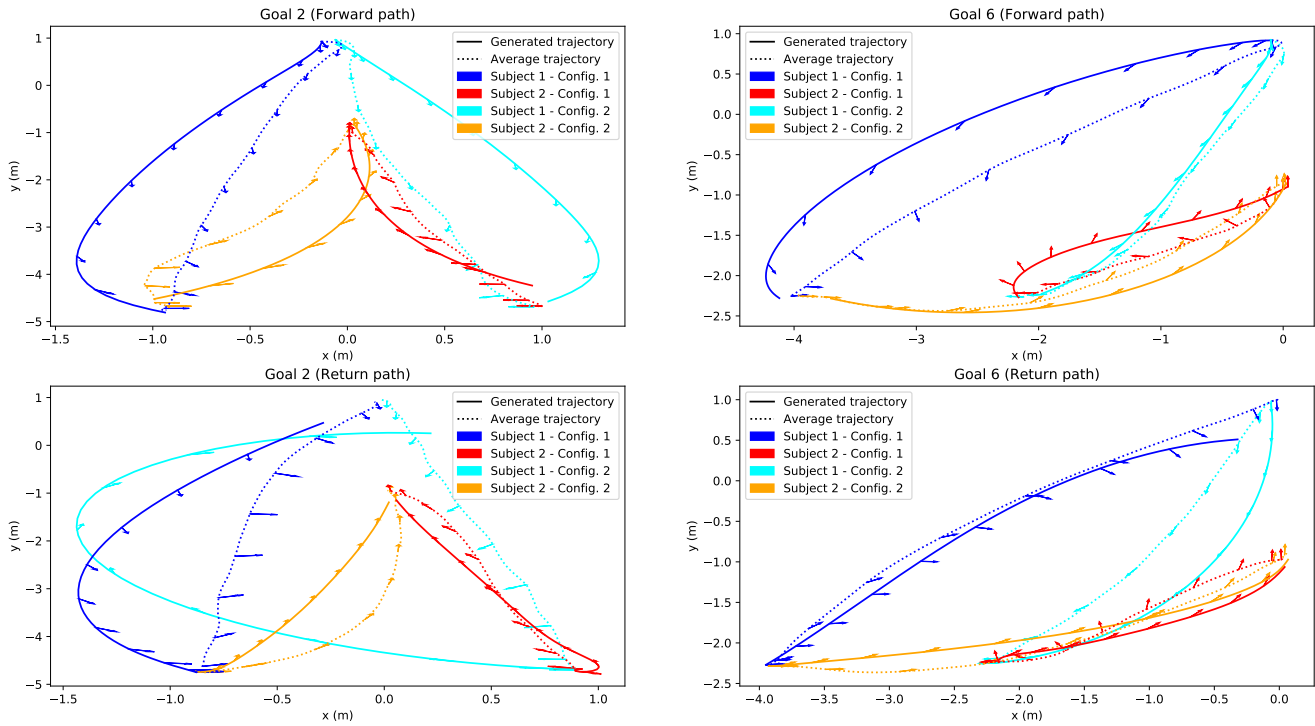 Goal 2 (Forward path)
y (m)
1
0
−1
−2
−3
−4
−5
Generated trajectory
Average trajectory
Subject 1 - Config. 1
Subject 2 - Config. 1
Subject 1 - Config. 2
Subject 2 - Config. 2
−1.5 −1.0 −0.5 0.0 0.5 1.0
x (m)
Goal 6 (Forward path)
y (m)
1.0
0.5
0.0
−0.5
−1.0
−1.5
−2.0
−2.5
Generated trajectory
Average trajectory
Subject 1 - Config. 1
Subject 2 - Config. 1
Subject 1 - Config. 2
Subject 2 - Config. 2
−4 −3 −2 −1 0
x (m)
Goal 2 (Return path)
y (m)
1
0
−1
−2
−3
−4
−5
Generated trajectory
Average trajectory
Subject 1 - Config. 1
Subject 2 - Config. 1
Subject 1 - Config. 2
Subject 2 - Config. 2
−1.5 −1.0 −0.5 0.0 0.5 1.0
x (m)
Goal 6 (Return path)
y (m)
1.0
0.5
0.0
−0.5
−1.0
−1.5
−2.0
−2.5
Generated trajectory
Average trajectory
Subject 1 - Config. 1
Subject 2 - Config. 1
Subject 1 - Config. 2
Subject 2 - Config. 2
−4.0 −3.5 −3.0 −2.5 −2.0 −1.5 −1.0 −0.5 0.0
x (m)